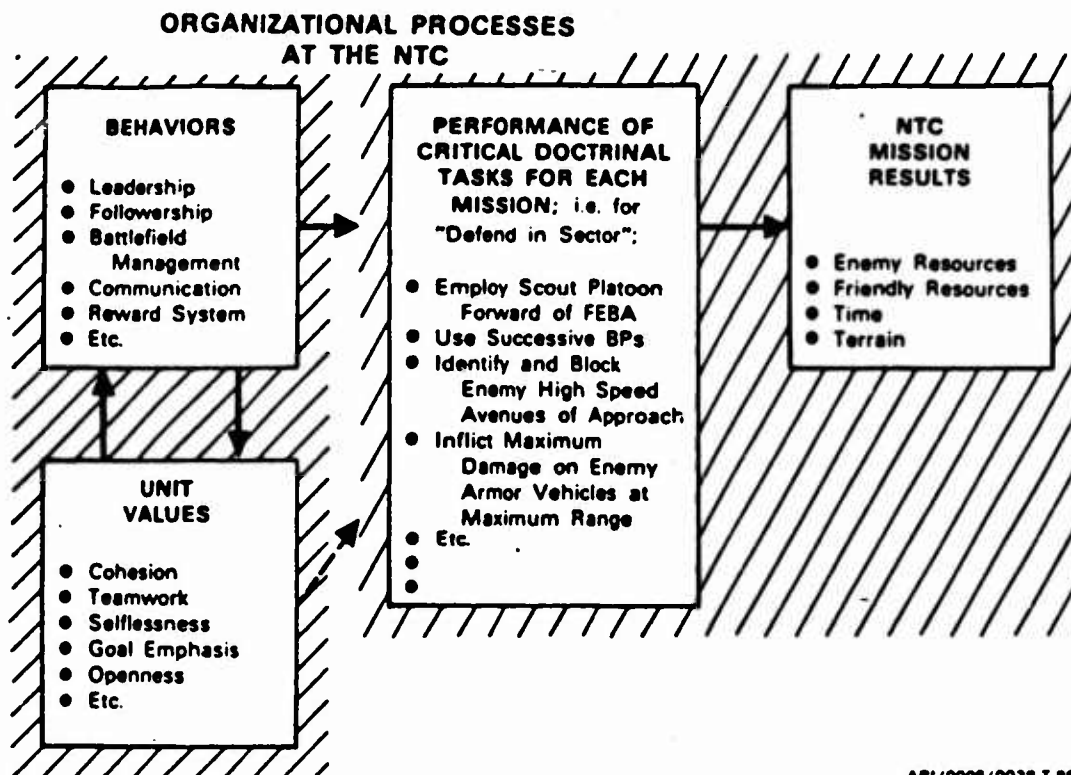 ORGANIZATIONAL PROCESSES
AT THE NTC
BEHAVIORS
● Leadership
● Followership
● Battlefield
Management
● Communication
● Reward System
● Etc.
UNIT
VALUES
● Cohesion
● Teamwork
● Selflessness
● Goal Emphasis
● Openness
● Etc.
PERFORMANCE OF
CRITICAL DOCTRINAL
TASKS FOR EACH
MISSION; i.e. for
"Defend in Sector";
● Employ Scout Platoon
Forward of FEBA
● Use Successive BPs
● Identify and Block
Enemy High Speed
Avenues of Approach
● Inflict Maximum
Damage on Enemy
Armor Vehicles at
Maximum Range
● Etc.
●
●
NTC
MISSION
RESULTS
● Enemy Resources
● Friendly Resources
● Time
● Terrain